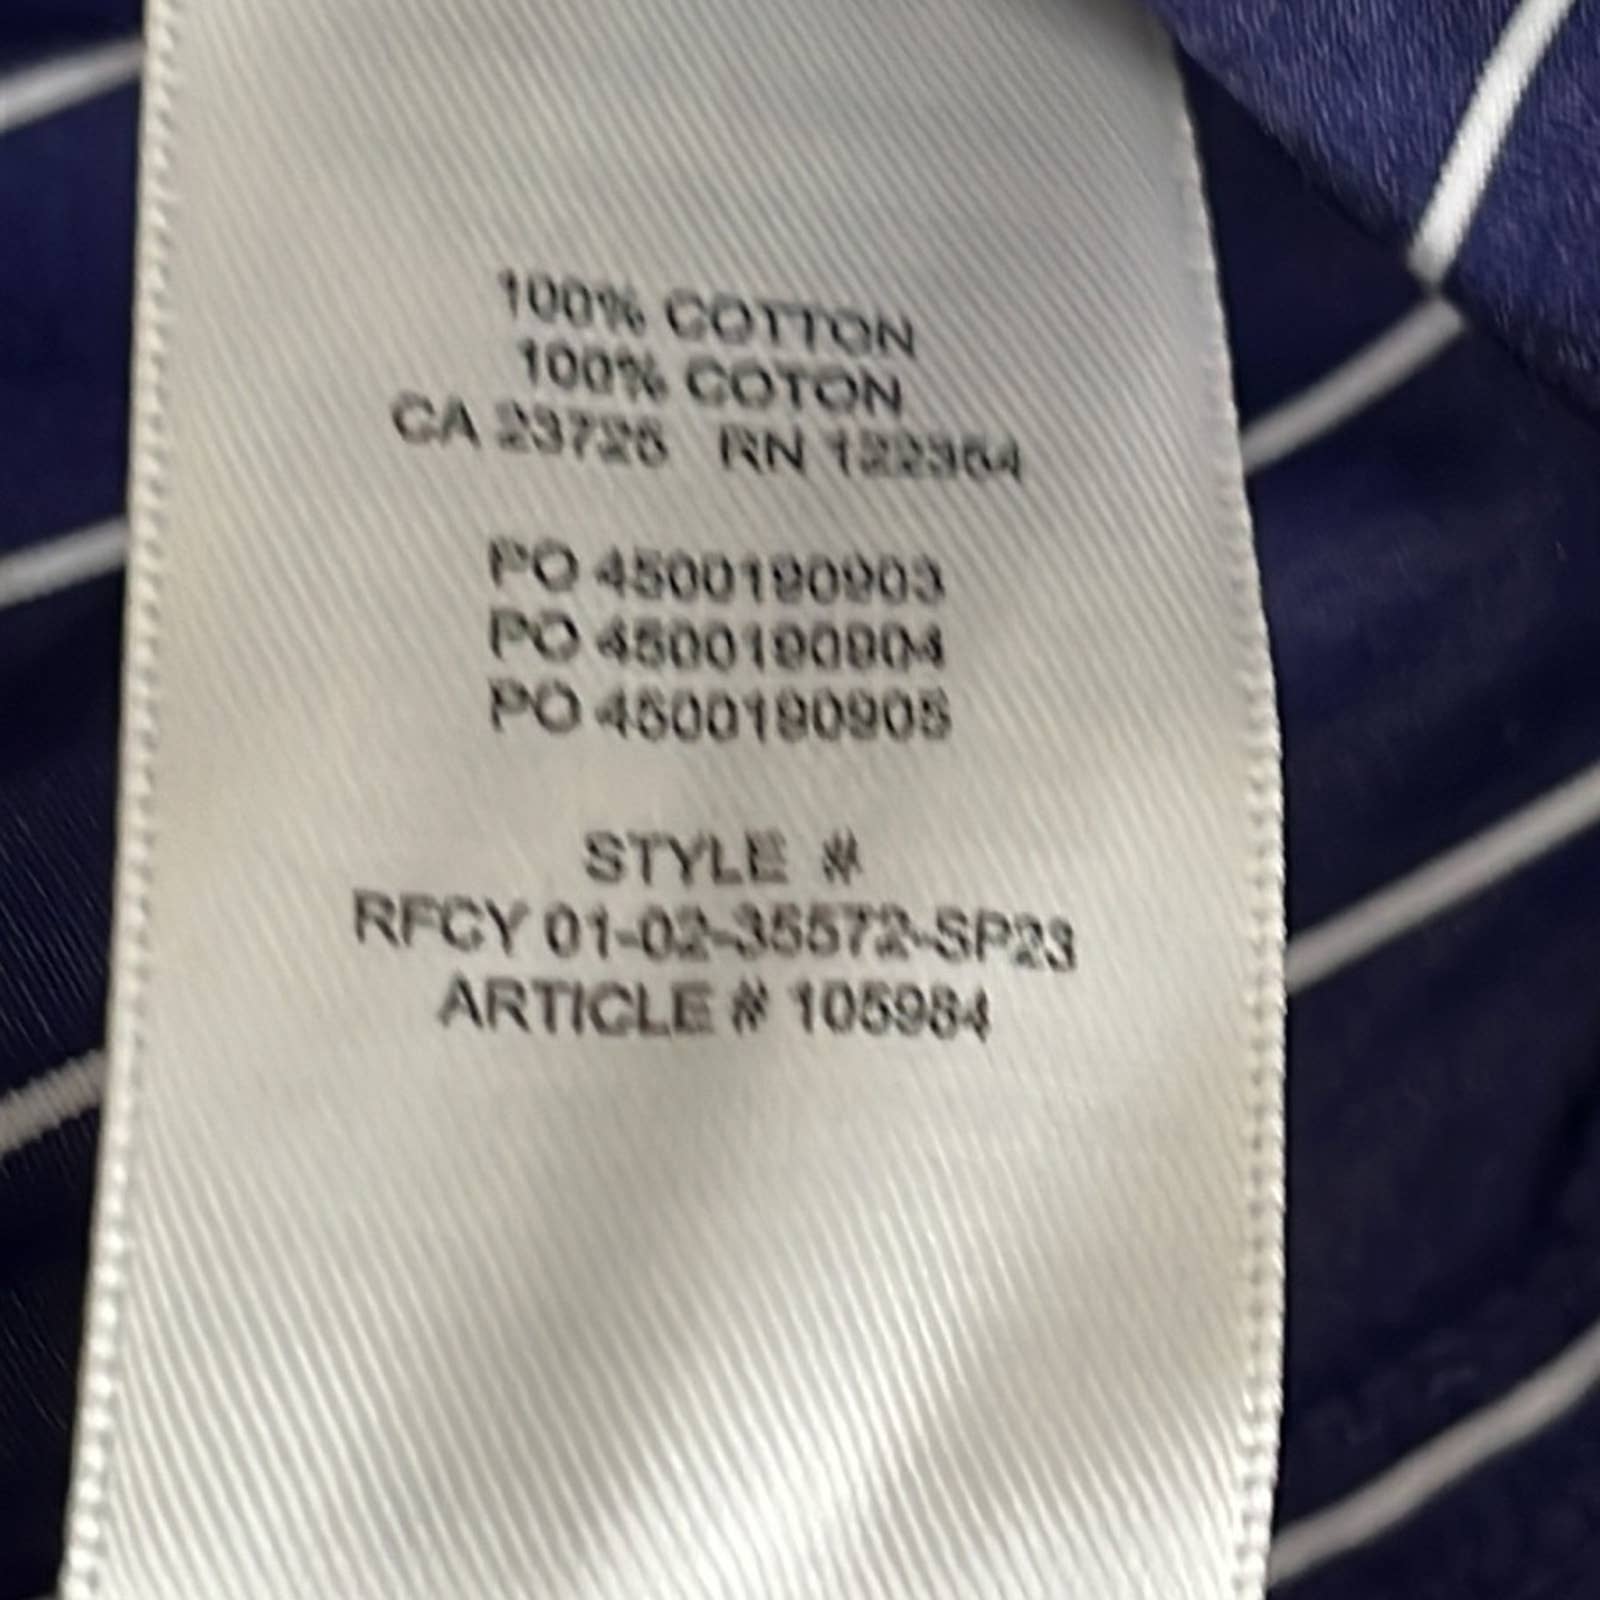 100% COTTON
100% COTON
CA 23725 RN 122354
PO 4500190903
PO 4500190904
PO 4500190905
STYLE #
RFCY 01-02-35572-SP23
ARTICLE # 105984